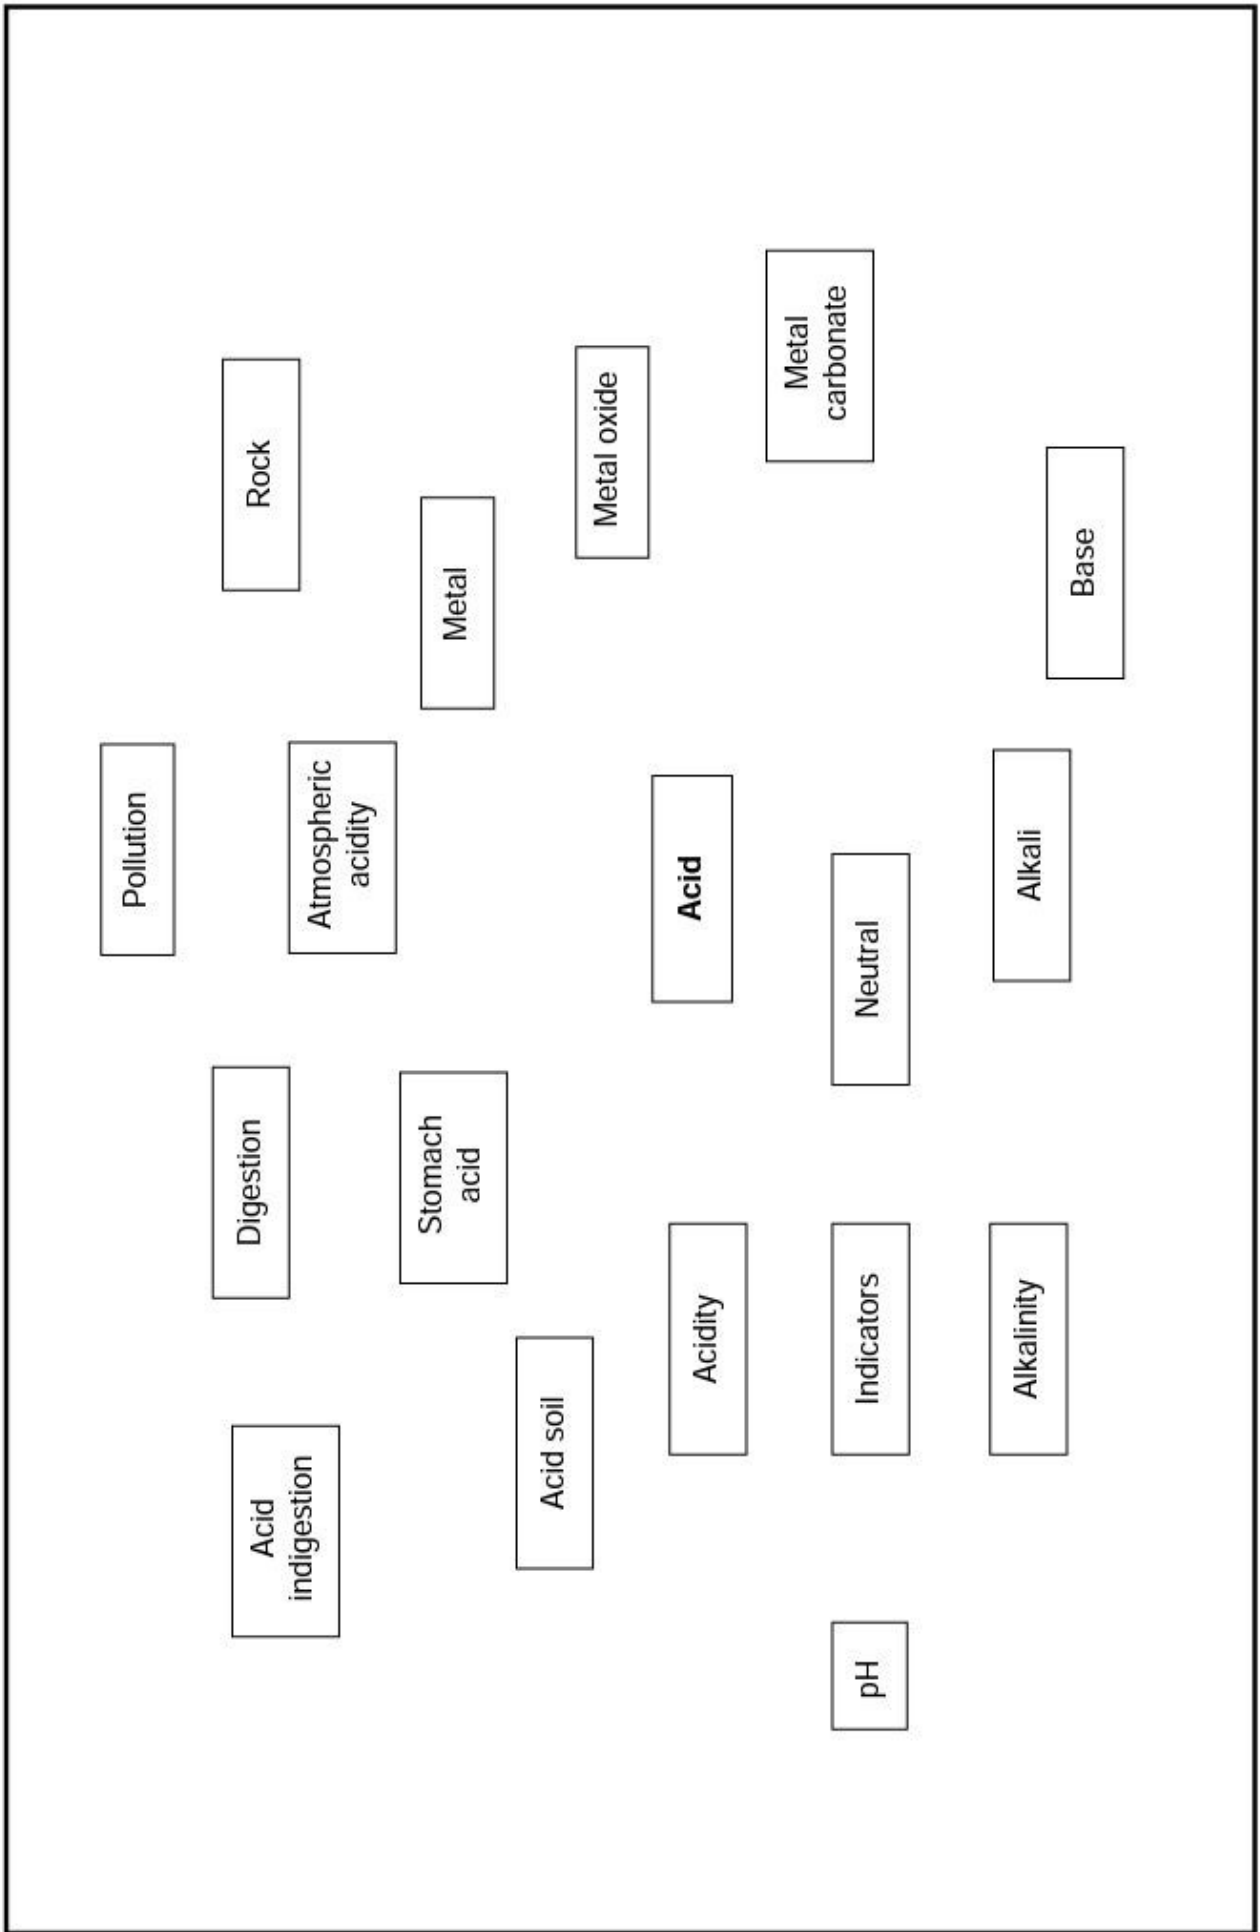 Pollution
Acid
indigestion
Digestion
Rock
Atmospheric
acidity
Stomach
acid
Metal
Acid soil
Metal oxide
Acidity
Acid
Metal
carbonate
pH
Indicators
Neutral
Alkalinity
Alkali
Base